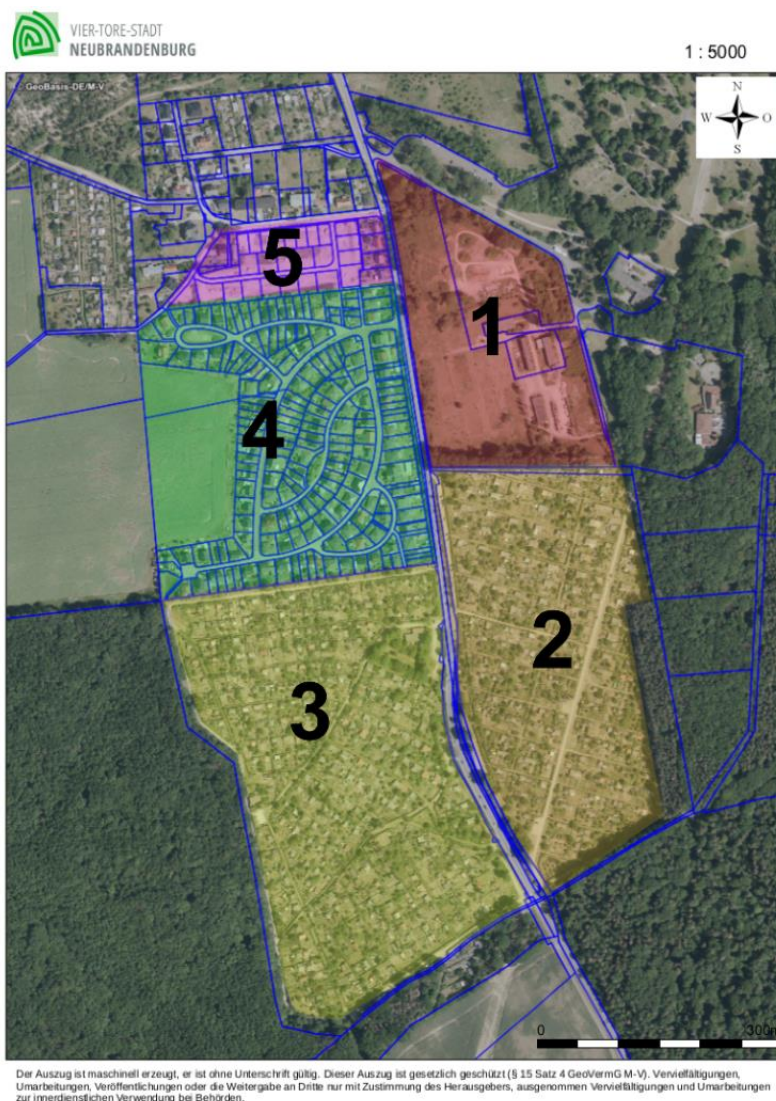 VIER-TORE-STADT
NEUBRANDENBURG
1 : 5000
© GeoBasis-DE/M-V
N
W O
S
5
1
4
2
3
0 300m
Der Auszug ist maschinell erzeugt, er ist ohne Unterschrift gültig. Dieser Auszug ist gesetzlich geschützt (§ 15 Satz 4 GeoVermG M-V). Vervielfältigungen,
Umarbeitungen, Veröffentlichungen oder die Weitergabe an Dritte nur mit Zustimmung des Herausgebers, ausgenommen Vervielfältigungen und Umarbeitungen
zur innerdienstlichen Verwendung bei Behörden.